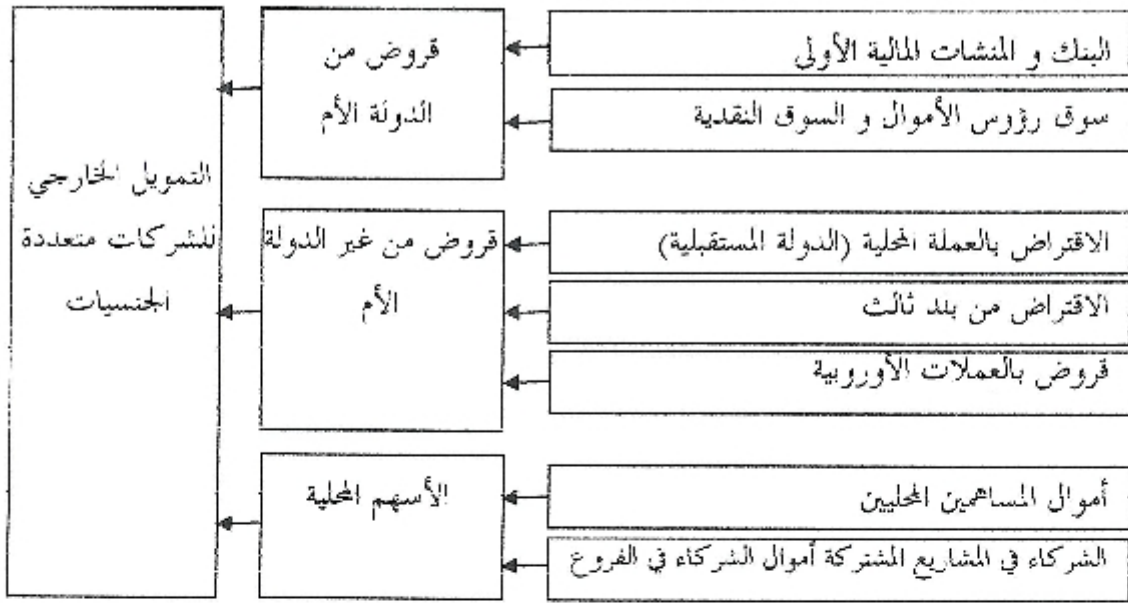 البنك و المنشات المالية الأولى
سوق رؤوس الأموال و السوق النقدية
قروض من
الدولة الأم
الاقتراض بالعملة المحلية (الدولة المستقبلية)
الاقتراض من بلد ثالث
قروض بالعملات الأوروبية
قروض من غير الدولة
الأم
أموال المساهمين المحليين
الشركاء في المشاريع المشتركة أموال الشركاء في الفروع
الأسهم المحلية
التمويل الخارجي
للشركات متعددة
الجنسيات